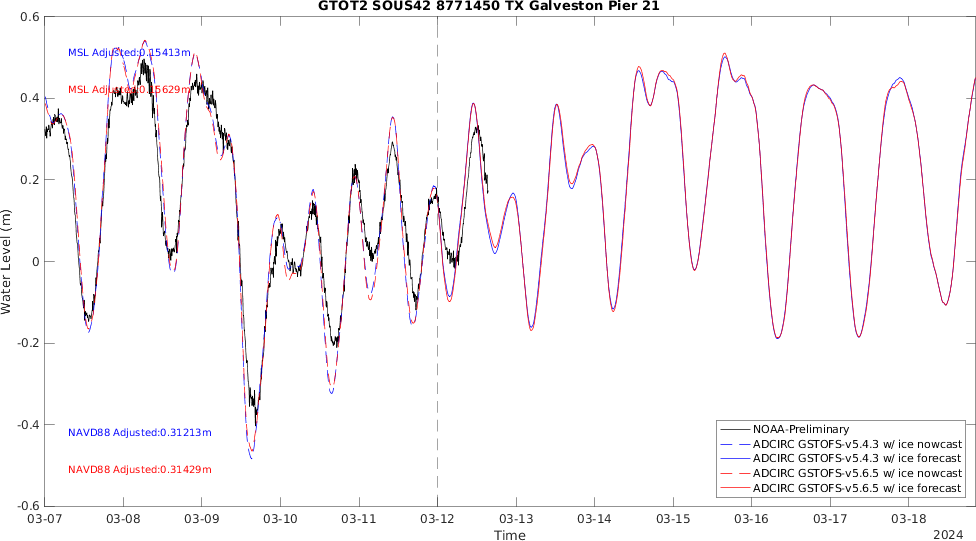 GTOT2 SOUS42 8771450 TX Galveston Pier 21
0.6
MSL Adjusted:0.15413m
MSL Adjusted:0.15629m
0.4
0.2
0
-0.2
-0.4
-0.6
Water Level (m)
NAVD88 Adjusted:0.31213m
NAVD88 Adjusted:0.31429m
NOAA-Preliminary
ADCIRC GSTOFS-v5.4.3 w/ ice nowcast
ADCIRC GSTOFS-v5.4.3 w/ ice forecast
ADCIRC GSTOFS-v5.6.5 w/ ice nowcast
ADCIRC GSTOFS-v5.6.5 w/ ice forecast
03-07 03-08 03-09 03-10 03-11 03-12 03-13 03-14 03-15 03-16 03-17 03-18
Time
2024